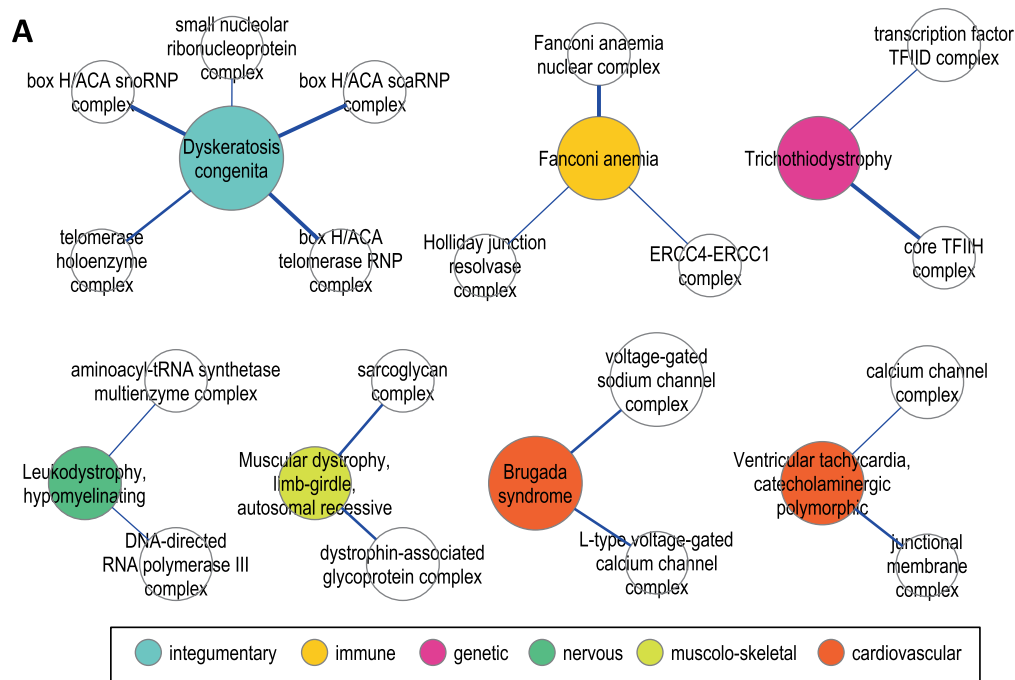 A
small nucleolar
ribonucleoprotein
complex
box H/ACA snoRNP
complex
box H/ACA scaRNP
complex
Dyskeratosis
congenita
telomerase
holoenzyme
complex
box H/ACA
telomerase RNP
complex
Fanconi anaemia
nuclear complex
Fanconi anemia
Holliday junction
resolvase
complex
ERCC4-ERCC1
complex
transcription factor
TFIID complex
Trichothiodystrophy
core TFIIH
complex
aminoacyl-tRNA synthetase
multienzyme complex
Leukodystrophy,
hypomyelinating
DNA-directed
RNA polymerase III
complex
sarcoglycan
complex
Muscular dystrophy,
limb-girdle,
autosomal recessive
dystrophin-associated
glycoprotein complex
voltage-gated
sodium channel
complex
Brugada
syndrome
L-type voltage-gated
calcium channel
complex
calcium channel
complex
Ventricular tachycardia,
catecholaminergic
polymorphic
junctional
membrane
complex
integumentary
immune
genetic
nervous
muscolo-skeletal
cardiovascular